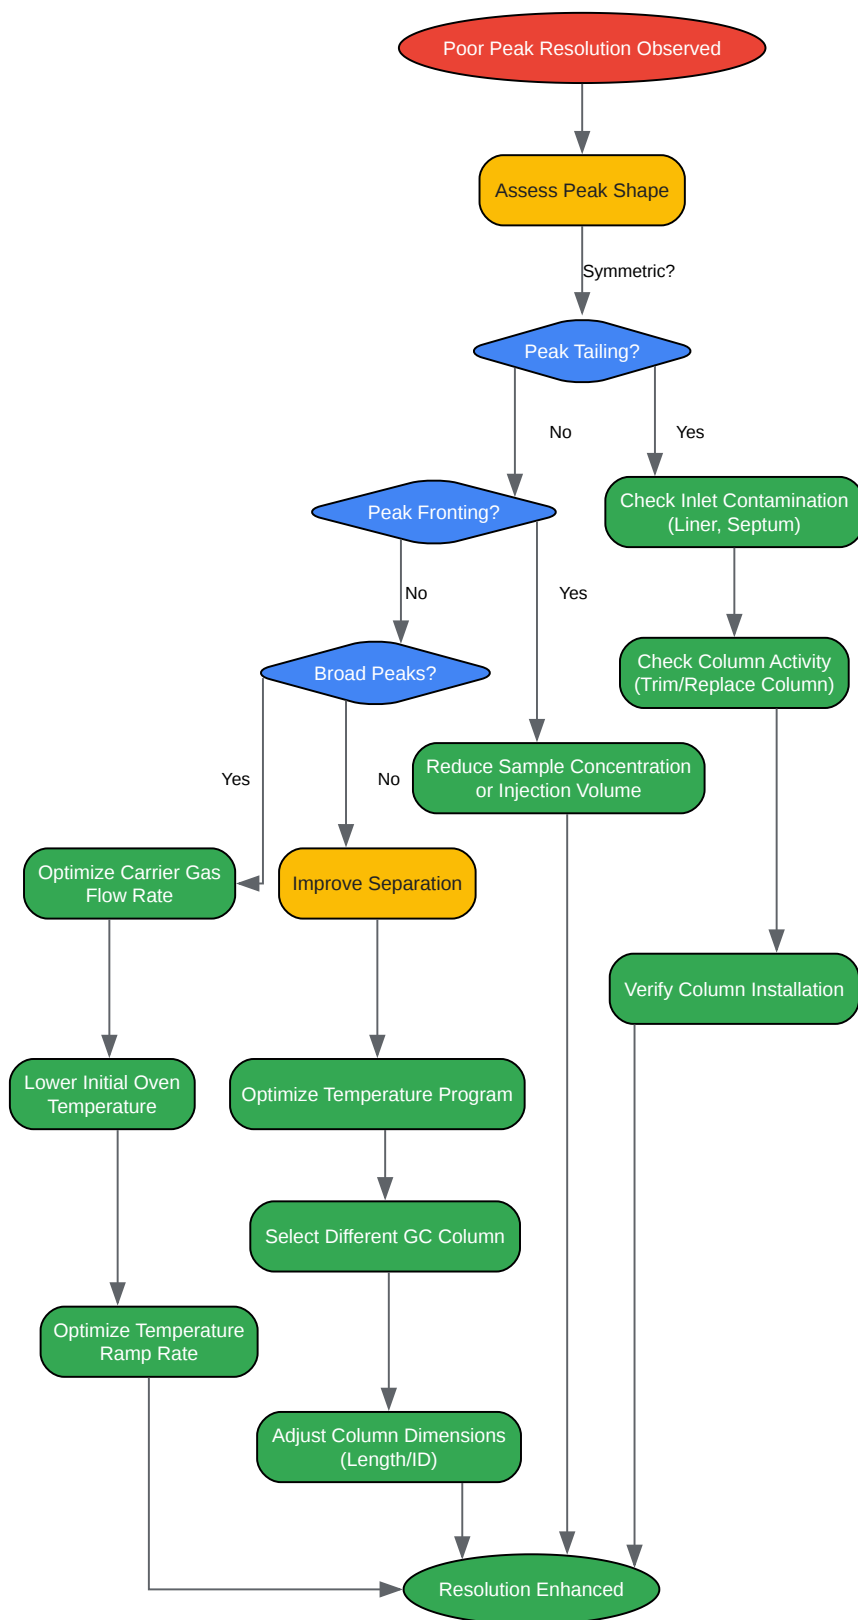 Poor Peak Resolution Observed
Assess Peak Shape
Symmetric?
Peak Tailing?
No
Yes
Check Inlet Contamination
(Liner, Septum)
Peak Fronting?
No
Yes
Check Column Activity
(Trim/Replace Column)
Broad Peaks?
Yes
No
Reduce Sample Concentration
or Injection Volume
Optimize Carrier Gas
Flow Rate
Improve Separation
Verify Column Installation
Lower Initial Oven
Temperature
Optimize Temperature Program
Select Different GC Column
Optimize Temperature
Ramp Rate
Adjust Column Dimensions
(Length/ID)
Resolution Enhanced